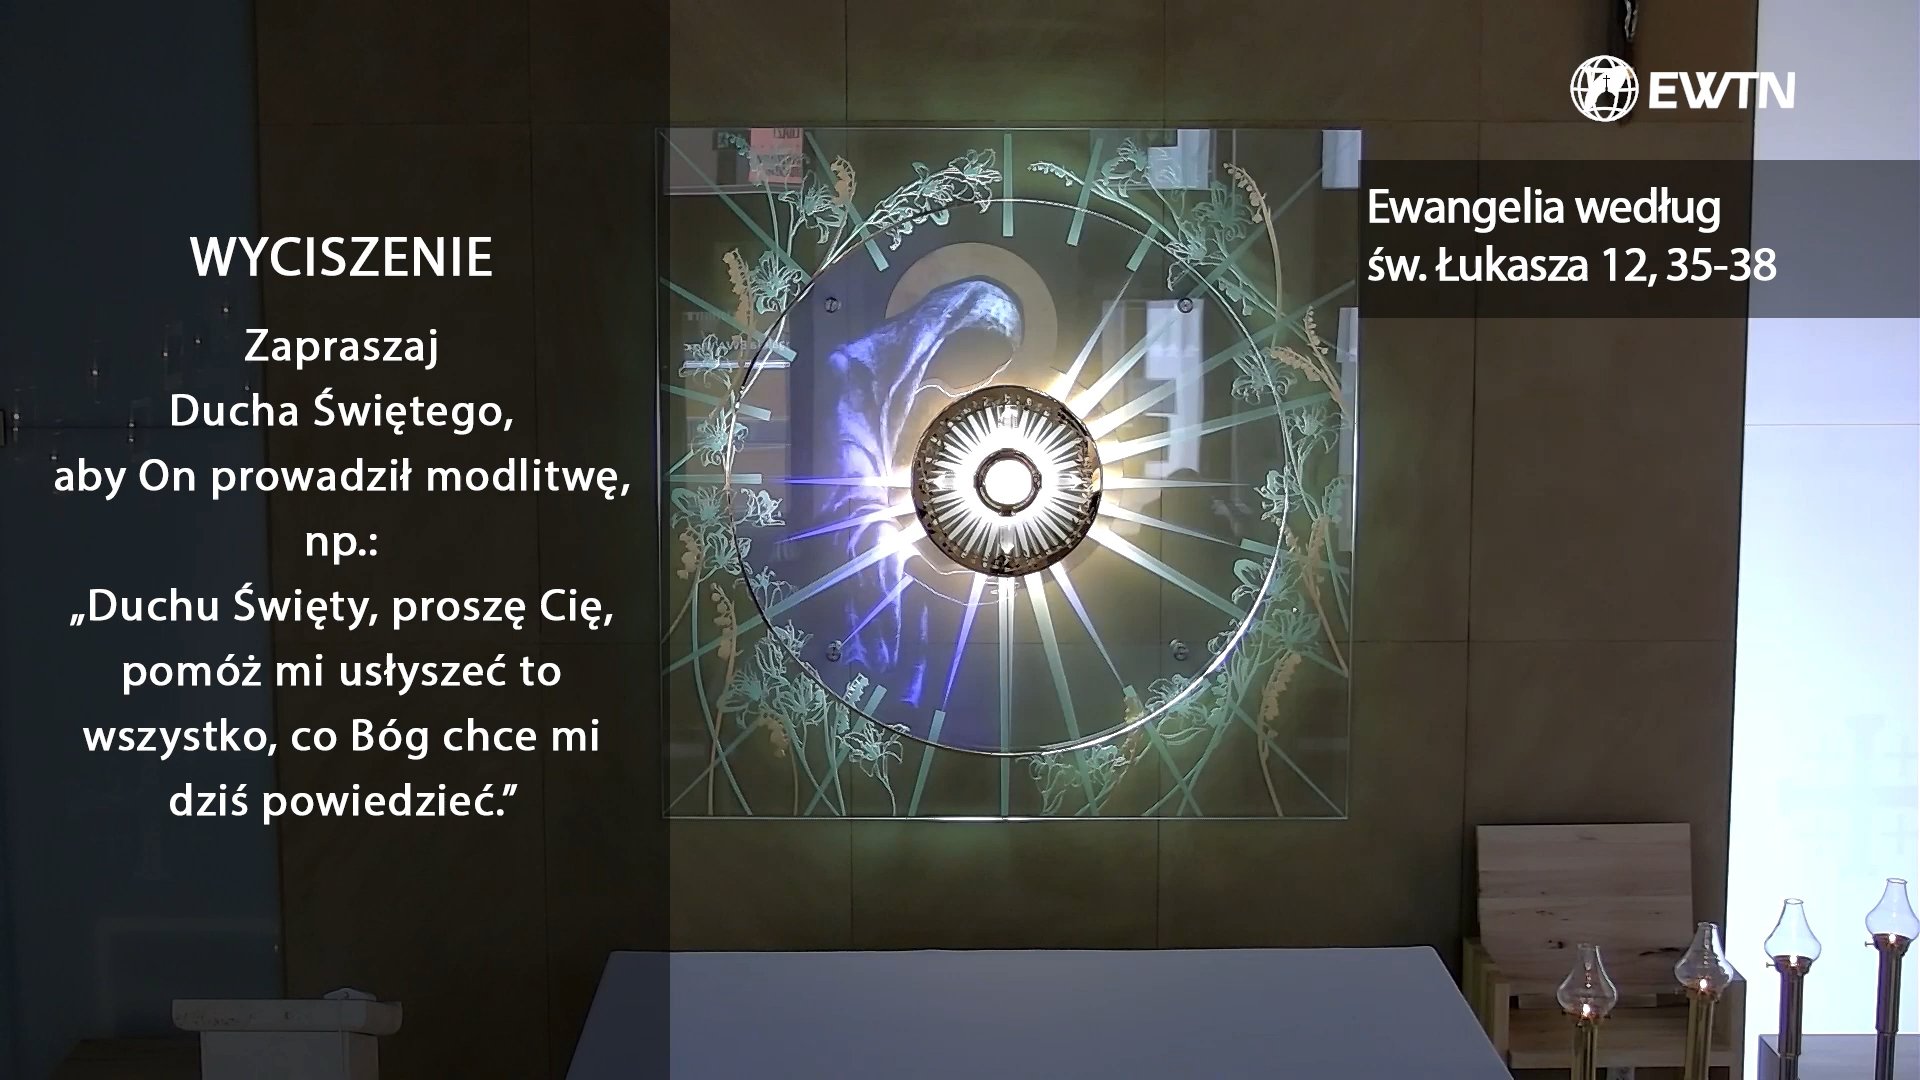 WYCISZENIE
Zapraszaj
Ducha Świętego,
aby On prowadził modlitwę,
np.:
„Duchu Święty, proszę Cię,
pomóż mi usłyszeć to
wszystko, co Bóg chce mi
dziś powiedzieć.”
EWTN
Ewangelia według
św. Łukasza 12, 35-38